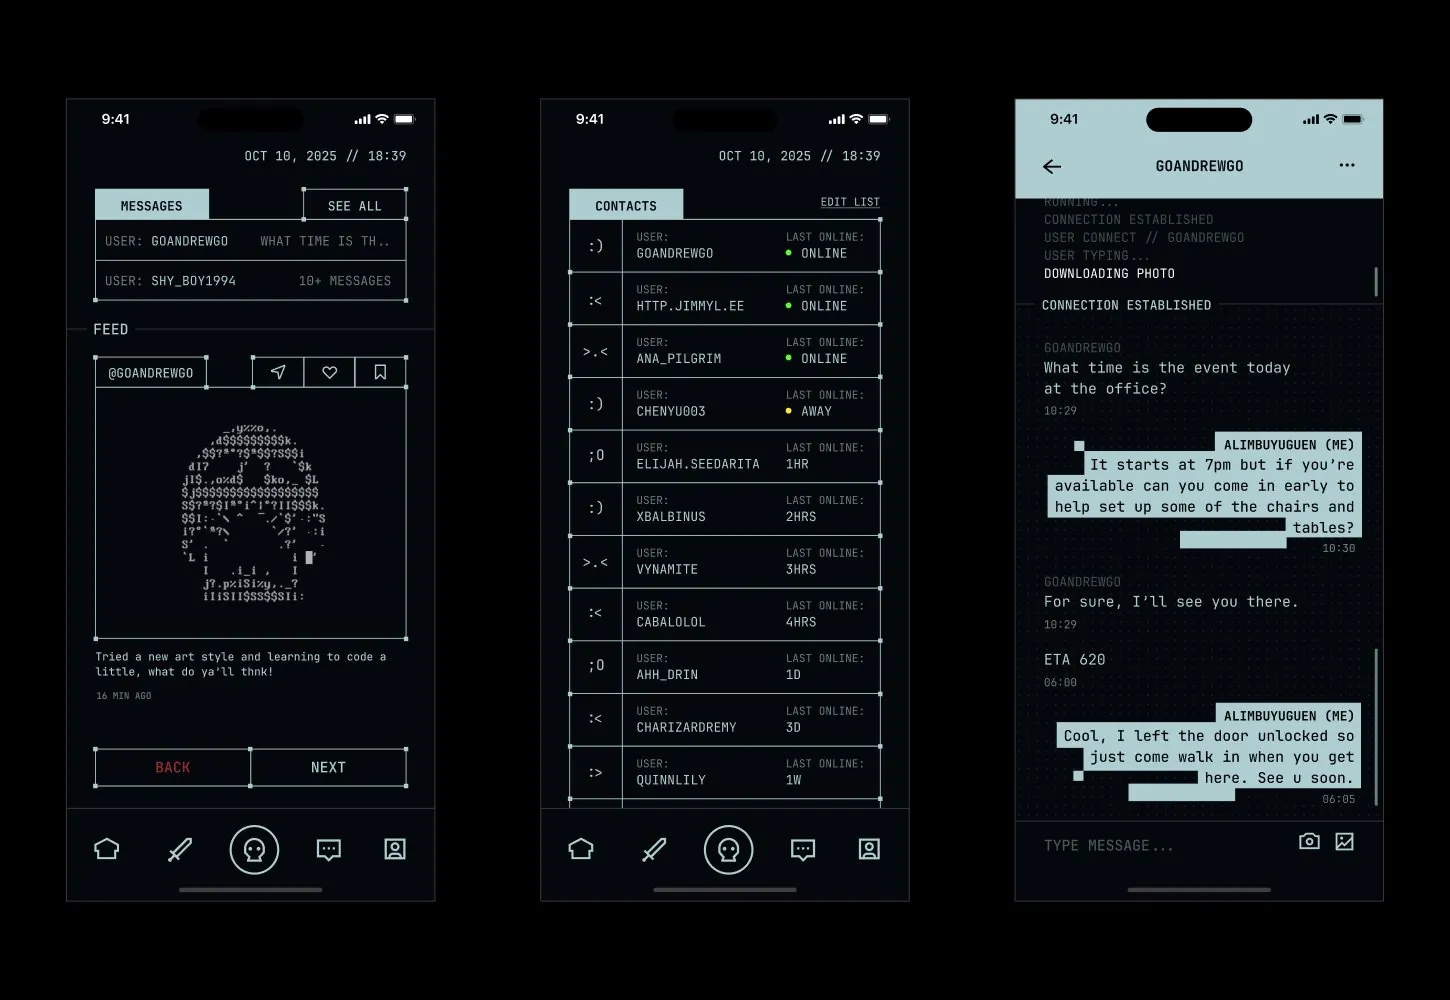 9:41
OCT 10, 2025 // 18:39
MESSAGES
SEE ALL
USER: GOANDREWGO WHAT TIME IS TH..
USER: SHY_BOY1994 10+ MESSAGES
FEED
@GOANDREWGO
Tried a new art style and learning to code a
little, what do ya'll thnk!
16 MIN AGO
BACK
NEXT
9:41
OCT 10, 2025 // 18:39
CONTACTS
EDIT LIST
:)
USER: LAST ONLINE:
GOANDREWGO ONLINE
:<
USER: LAST ONLINE:
HTTP.JIMMYL.EE ONLINE
>.<
USER: LAST ONLINE:
ANA_PILGRIM ONLINE
:)
USER: LAST ONLINE:
CHENYU003 AWAY
;O
USER: LAST ONLINE:
ELIJAH.SEEDARITA 1HR
:)
USER: LAST ONLINE:
XBALBINUS 2HRS
>.<
USER: LAST ONLINE:
VYNAMITE 3HRS
:<
USER: LAST ONLINE:
CABALOLOL 4HRS
;O
USER: LAST ONLINE:
AHH_DRIN 1D
:<
USER: LAST ONLINE:
CHARIZARDREMY 3D
:>
USER: LAST ONLINE:
QUINNLILY 1W
9:41
GOANDREWGO
RUNNING...
CONNECTION ESTABLISHED
USER CONNECT // GOANDREWGO
USER TYPING...
DOWNLOADING PHOTO
CONNECTION ESTABLISHED
GOANDREWGO
What time is the event today
at the office?
10:29
ALIMBUYUGUEN (ME)
It starts at 7pm but if you're
available can you come in early to
help set up some of the chairs and
tables?
10:30
GOANDREWGO
For sure, I'll see you there.
10:29
ETA 620
06:00
ALIMBUYUGUEN (ME)
Cool, I left the door unlocked so
just come walk in when you get
here. See u soon.
06:05
TYPE MESSAGE...